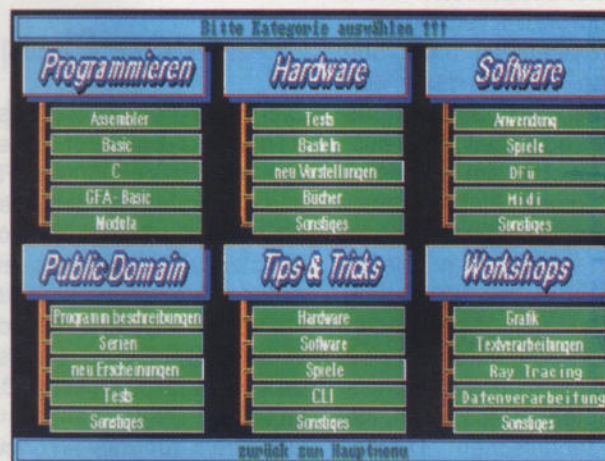 Bitte Kategorie auswählen !!!
Programmieren
Assembler
Basic
C
GFA-Basic
Modula
Hardware
Tests
Basteln
neu Vorstellungen
Bücher
Sonstiges
Software
Anwendung
Spiele
DFü
Midi
Sonstiges
Public Domain
Programm beschreibungen
Serien
neu Erscheinungen
Tests
Sonstiges
Tips & Tricks
Hardware
Software
Spiele
CLI
Sonstiges
Workshops
Grafik
Textverarbeitungen
Ray Tracing
Datenverarbeitung
Sonstiges
zurück zum Hauptmenu